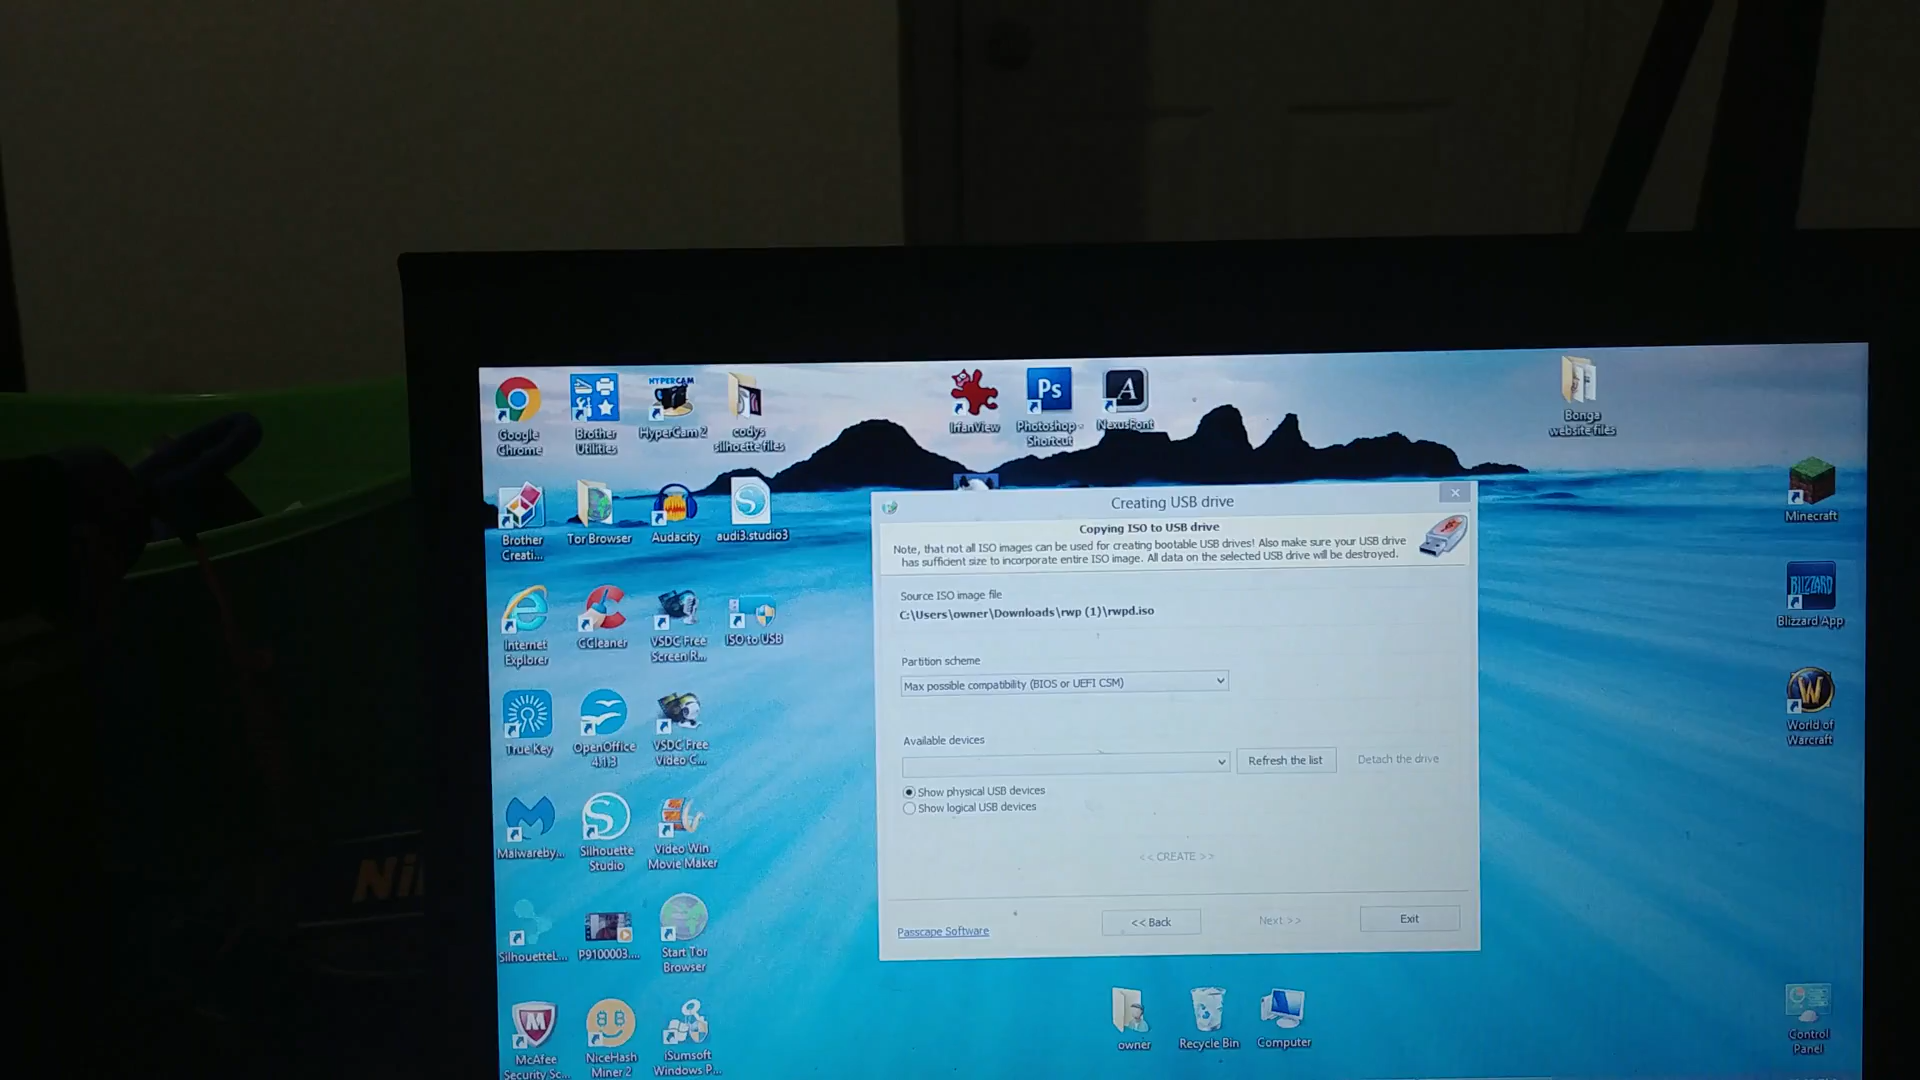 HYPERCAM
Google
Chrome
Brother
Utilities
HyperCam 2
codys
silhoette files
IrfanView
Ps
Photoshop -
Shortcut
A
NexusFont
Bonga
website files
Brother
Creati...
Tor Browser
Audacity
audi3.studio3
Minecraft
Internet
Explorer
CCleaner
VSDC Free
Screen R...
ISO to USB
BLIZZARD
Blizzard App
True Key
OpenOffice
4.1.3
VSDC Free
Video C...
W
World of
Warcraft
Malwareby...
Silhouette
Studio
Video Win
Movie Maker
SilhouetteL...
P9100003....
Start Tor
Browser
McAfee
Security Sc...
NiceHash
Miner 2
iSumsoft
Windows P...
Creating USB drive
Copying ISO to USB drive
Note, that not all ISO images can be used for creating bootable USB drives! Also make sure your USB drive
has sufficient size to incorporate entire ISO image. All data on the selected USB drive will be destroyed.
Source ISO image file
C:\Users\owner\Downloads\rwp (1)\rwpd.iso
Partition scheme
Max possible compatibility (BIOS or UEFI CSM)
Available devices
Refresh the list
Detach the drive
Show physical USB devices
Show logical USB devices
<< CREATE >>
Passcape Software
<< Back
Next >>
Exit
owner
Recycle Bin
Computer
Control
Panel